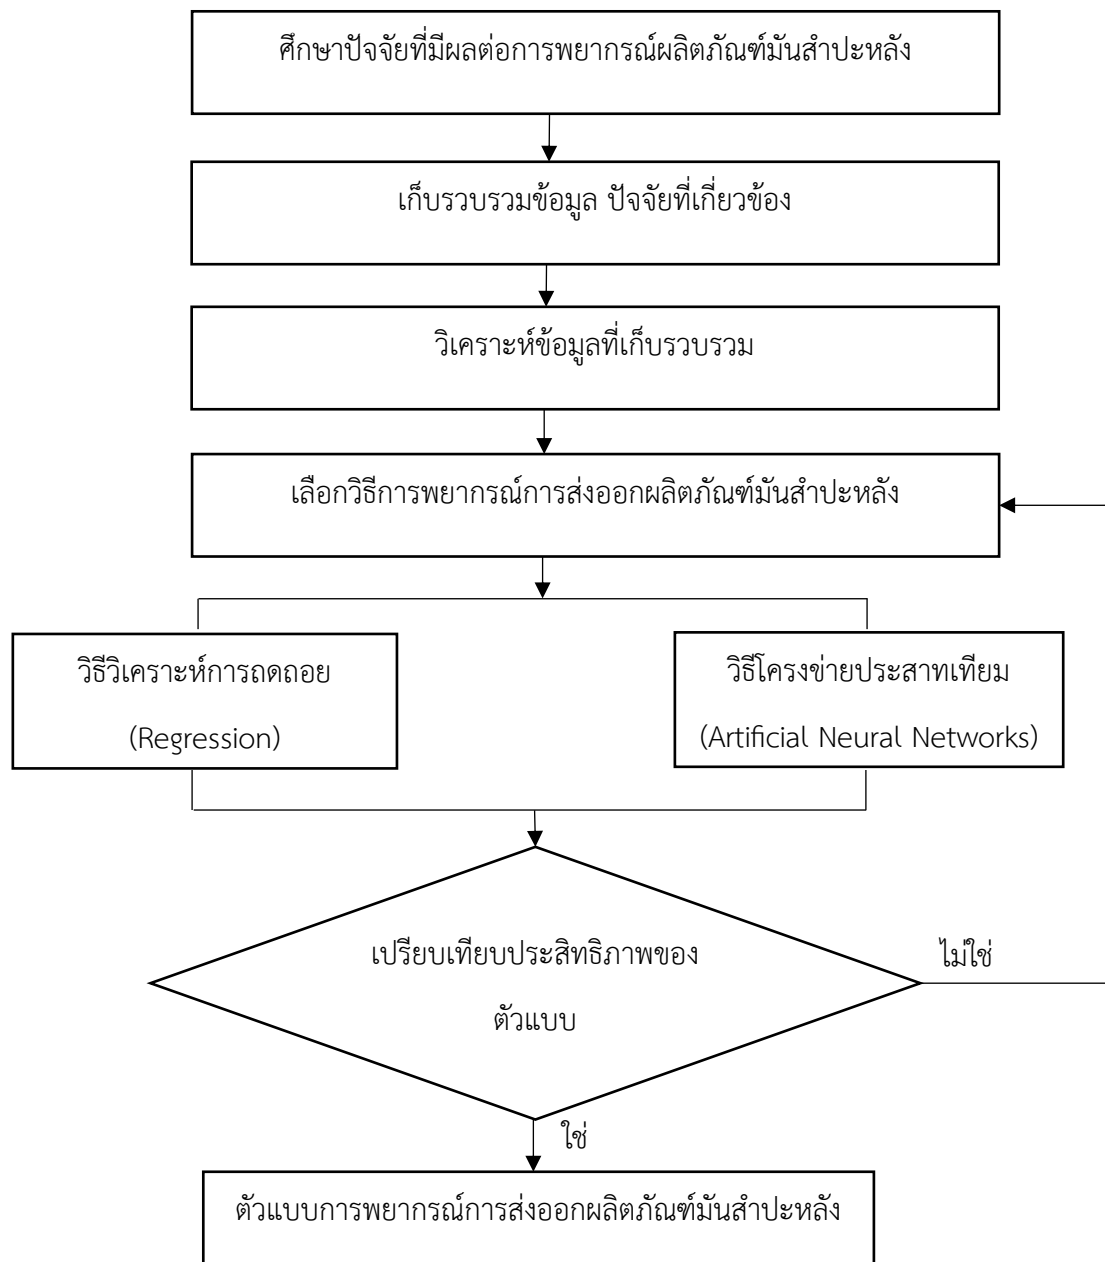 ศึกษาปัจจัยที่มีผลต่อการพยากรณ์ผลิตภัณฑ์มันสำปะหลัง
เก็บรวบรวมข้อมูล ปัจจัยที่เกี่ยวข้อง
วิเคราะห์ข้อมูลที่เก็บรวบรวม
เลือกวิธีการพยากรณ์การส่งออกผลิตภัณฑ์มันสำปะหลัง
วิธีวิเคราะห์การถดถอย
(Regression)
วิธีโครงข่ายประสาทเทียม
(Artificial Neural Networks)
เปรียบเทียบประสิทธิภาพของ
ตัวแบบ
ไม่ใช่
ใช่
ตัวแบบการพยากรณ์การส่งออกผลิตภัณฑ์มันสำปะหลัง